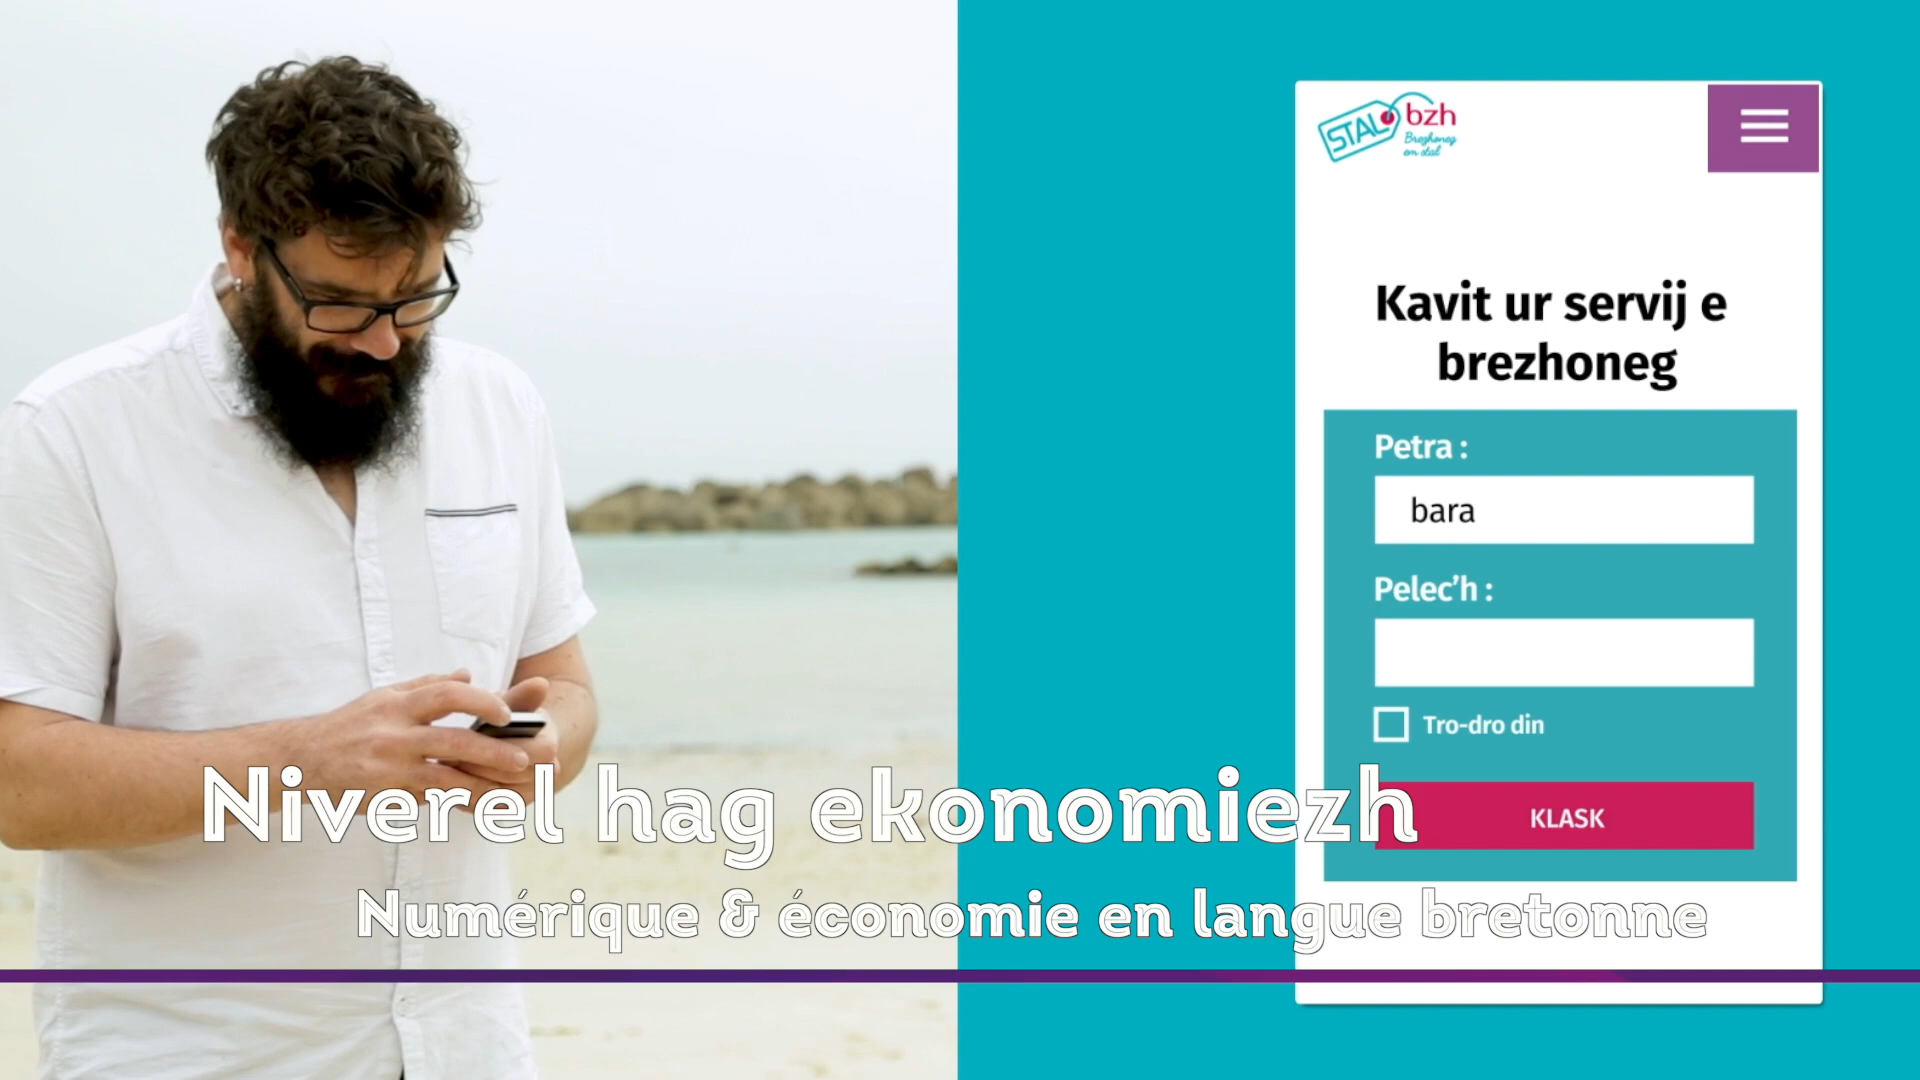 STAL bzh
Brezhoneg
em stal
Kavit ur servij e
brezhoneg
Petra :
bara
Pelec'h :
Tro-dro din
KLASK
Niverel hag ekonomiezh
Numérique & économie en langue bretonne